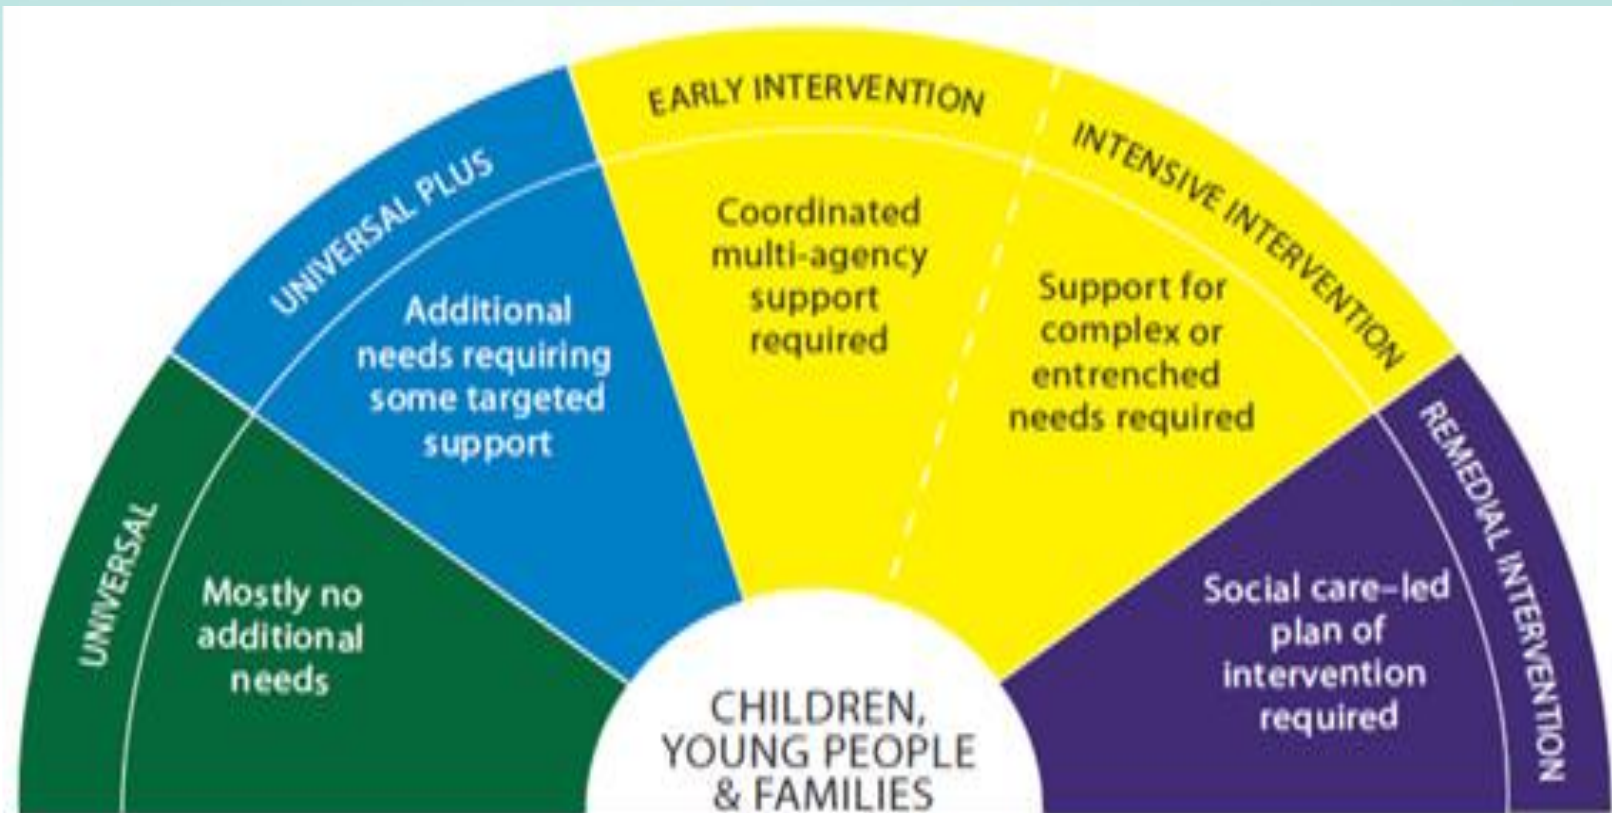 UNIVERSAL
Mostly no
additional
needs
UNIVERSAL PLUS
Additional
needs requiring
some targeted
support
EARLY INTERVENTION
Coordinated
multi-agency
support
required
INTENSIVE INTERVENTION
Support for
complex or
entrenched
needs required
REMEDIAL INTERVENTION
Social care–led
plan of
intervention
required
CHILDREN,
YOUNG PEOPLE
& FAMILIES